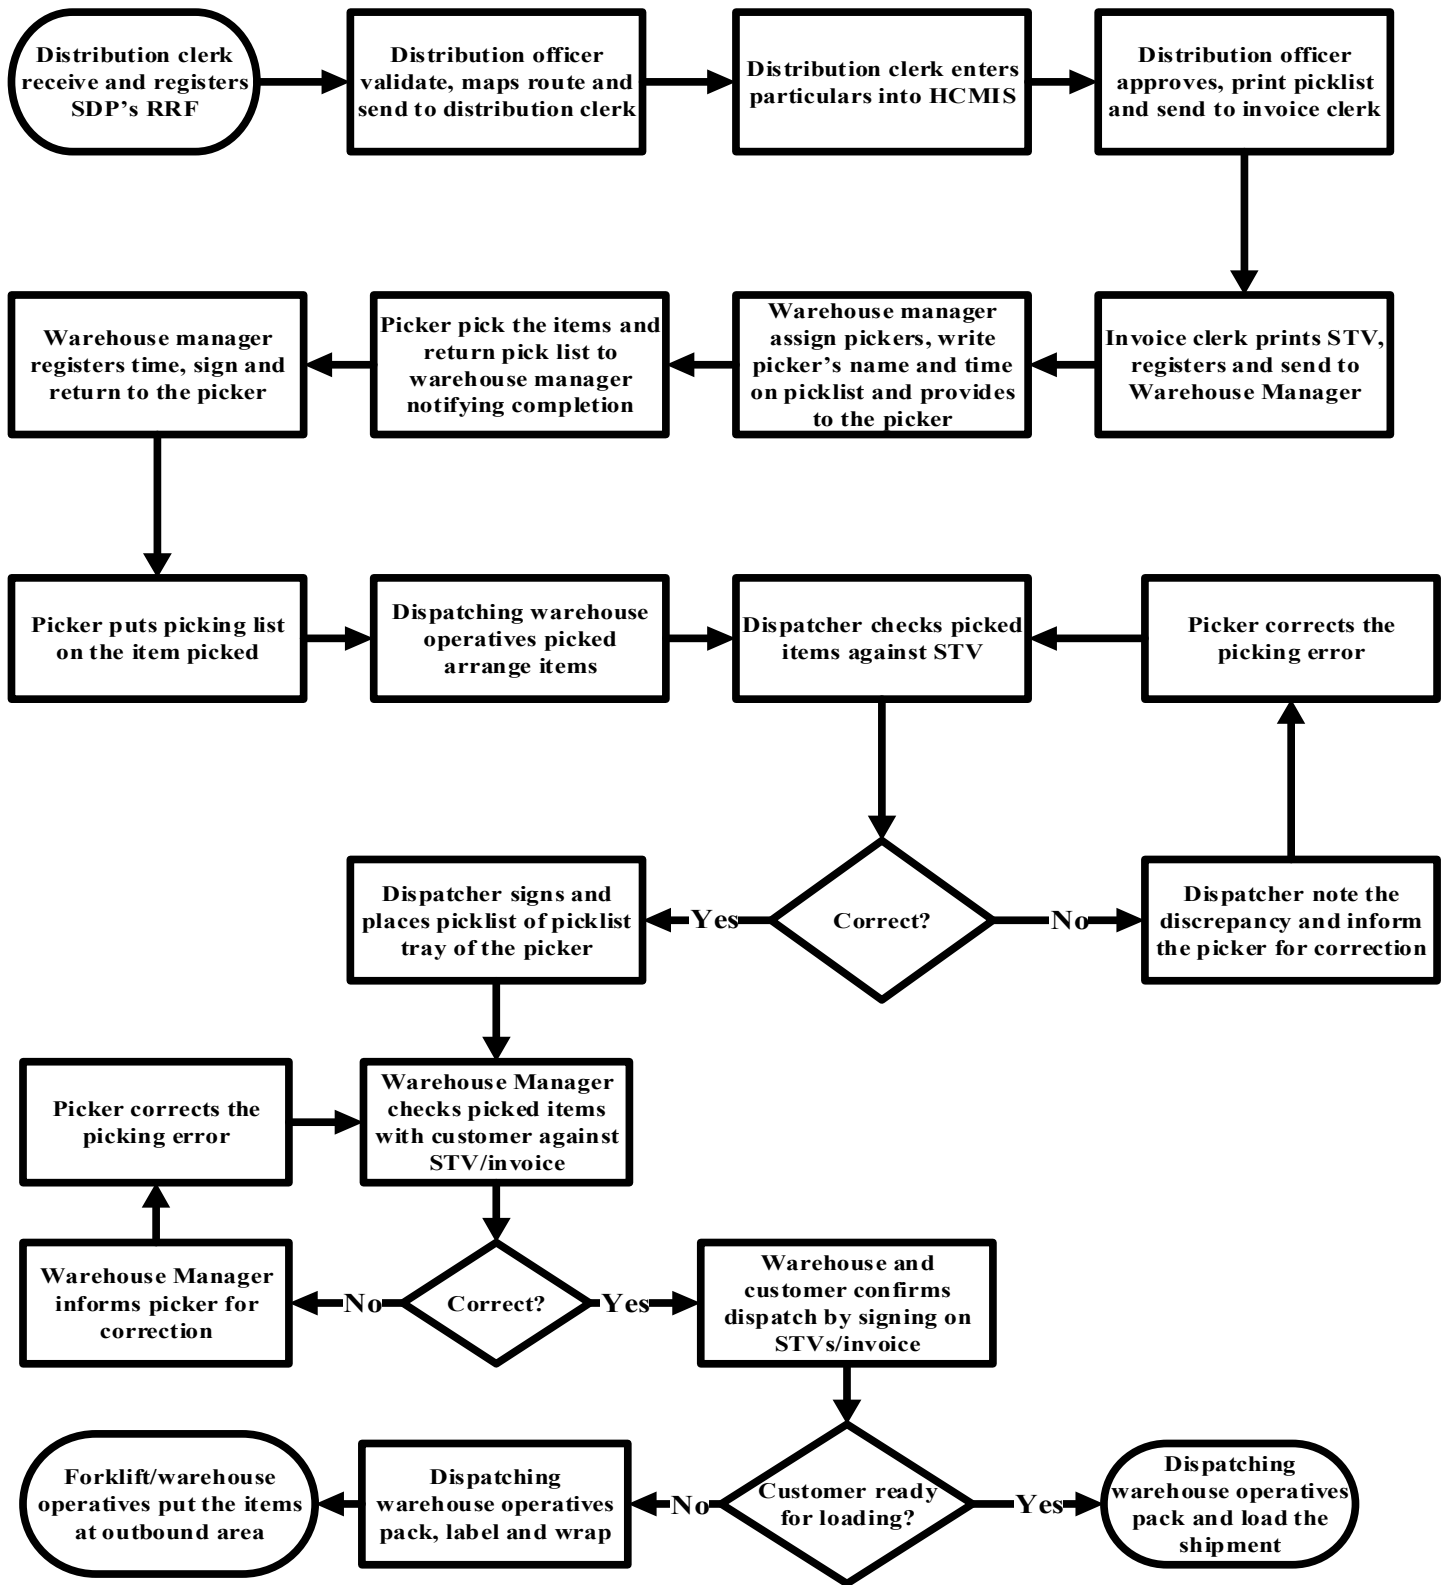 Distribution clerk
receive and registers
SDP's RRF
Distribution officer
validate, maps route and
send to distribution clerk
Distribution clerk enters
particulars into HCMIS
Distribution officer
approves, print picklist
and send to invoice clerk
Warehouse manager
registers time, sign and
return to the picker
Picker pick the items and
return pick list to
warehouse manager
notifying completion
Warehouse manager
assign pickers, write
picker's name and time
on picklist and provides
to the picker
Invoice clerk prints STV,
registers and send to
Warehouse Manager
Picker puts picking list
on the item picked
Dispatching warehouse
operatives picked
arrange items
Dispatcher checks picked
items against STV
Picker corrects the
picking error
Dispatcher signs and
places picklist of picklist
tray of the picker
Yes
Correct?
No
Dispatcher note the
discrepancy and inform
the picker for correction
Picker corrects the
picking error
Warehouse Manager
checks picked items
with customer against
STV/invoice
Warehouse Manager
informs picker for
correction
No
Correct?
Yes
Warehouse and
customer confirms
dispatch by signing on
STVs/invoice
Forklift/warehouse
operatives put the items
at outbound area
Dispatching
warehouse operatives
pack, label and wrap
No
Customer ready
for loading?
Yes
Dispatching
warehouse operatives
pack and load the
shipment